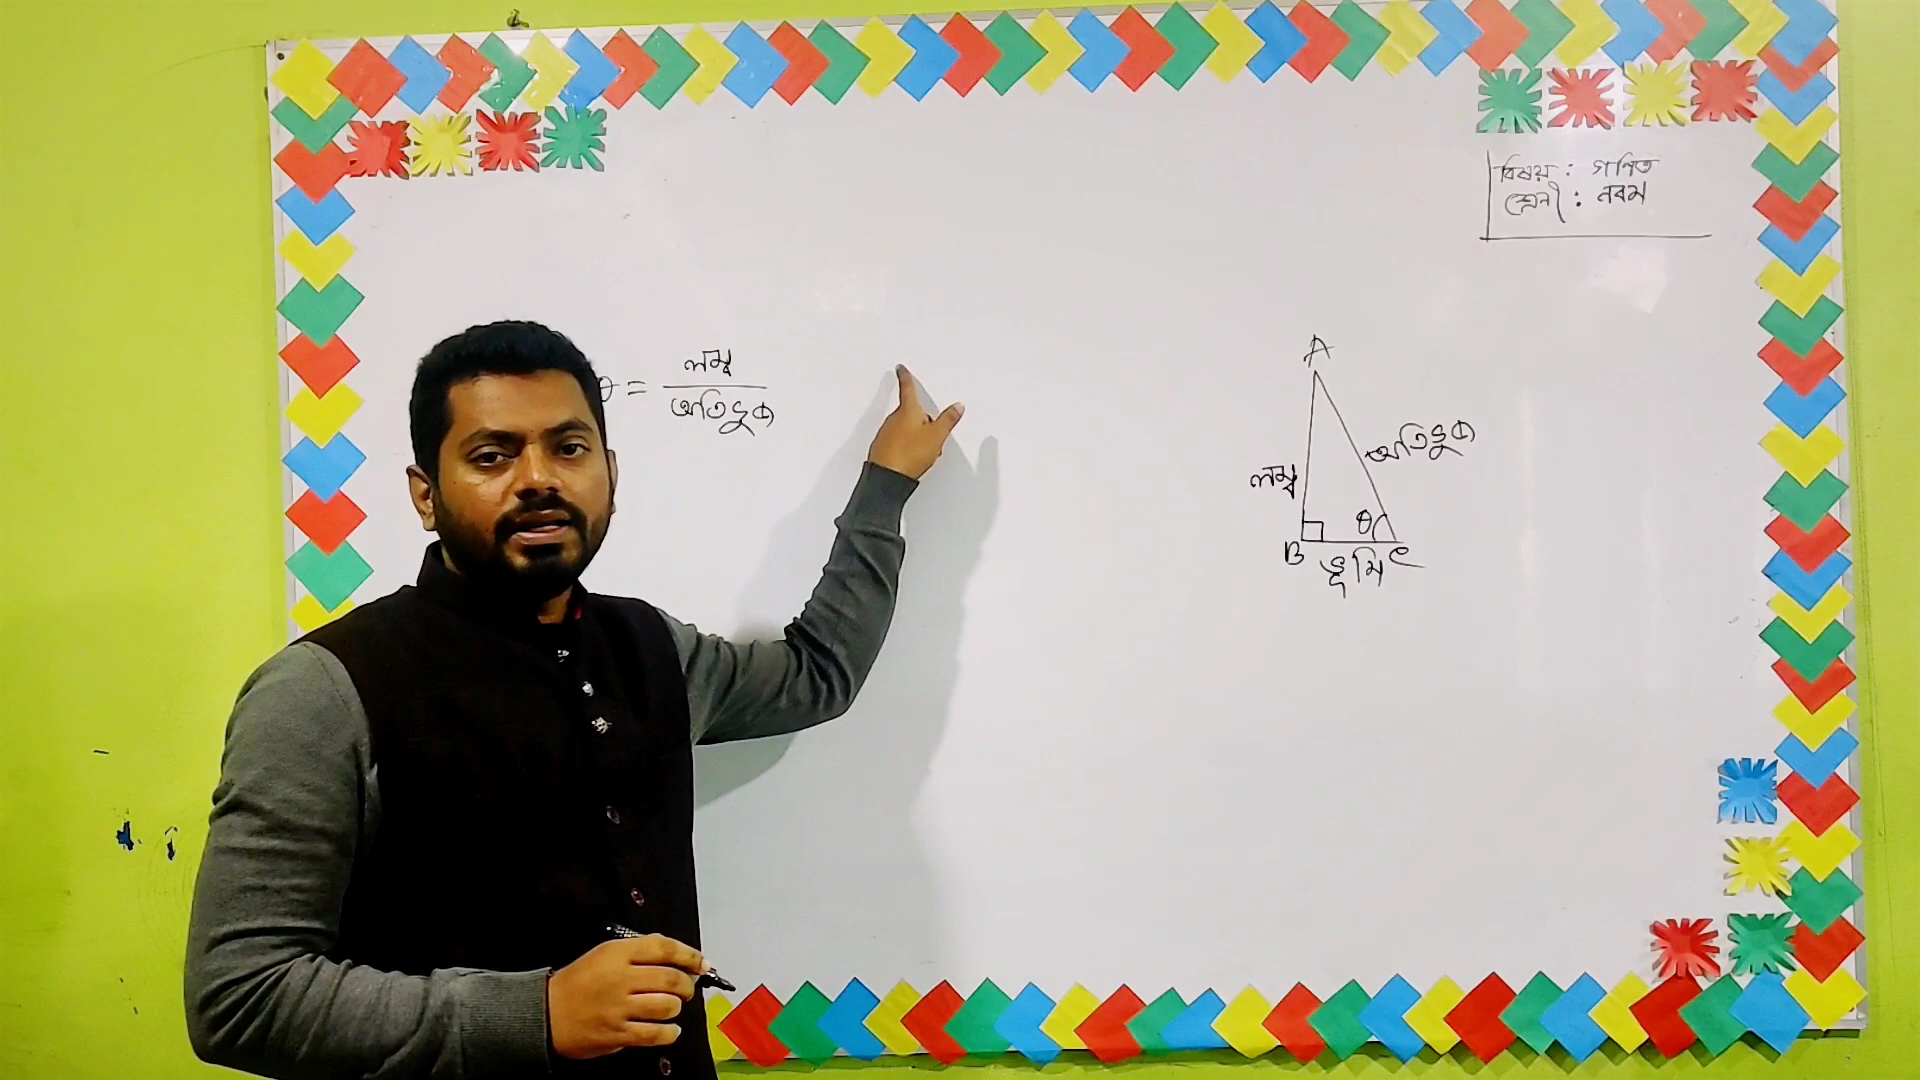 বিষয় : গণিত
শ্রেণী : নবম
θ = লম্ব
অতিভুজ
A
লম্ব
অতিভুজ
θ
B
ভূমি
C